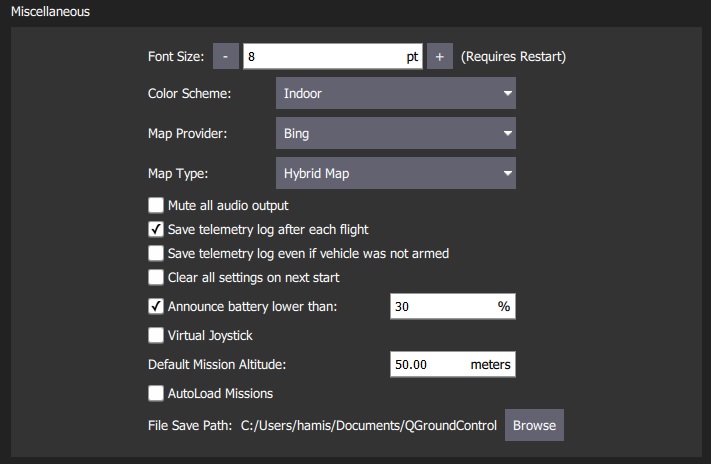 Miscellaneous
Font Size: - 8 pt + (Requires Restart)
Color Scheme: Indoor
Map Provider: Bing
Map Type: Hybrid Map
Mute all audio output
Save telemetry log after each flight
Save telemetry log even if vehicle was not armed
Clear all settings on next start
Announce battery lower than: 30 %
Virtual Joystick
Default Mission Altitude: 50.00 meters
AutoLoad Missions
File Save Path: C:/Users/hamis/Documents/QGroundControl Browse